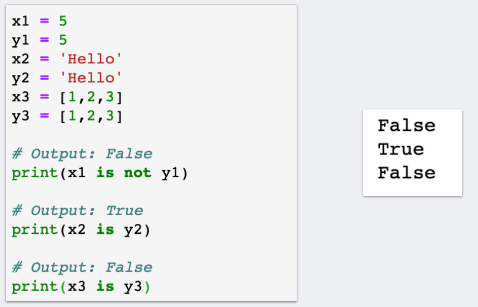 x1 = 5
y1 = 5
x2 = 'Hello'
y2 = 'Hello'
x3 = [1,2,3]
y3 = [1,2,3]
# Output: False
print(x1 is not y1)
# Output: True
print(x2 is y2)
# Output: False
print(x3 is y3)
False
True
False